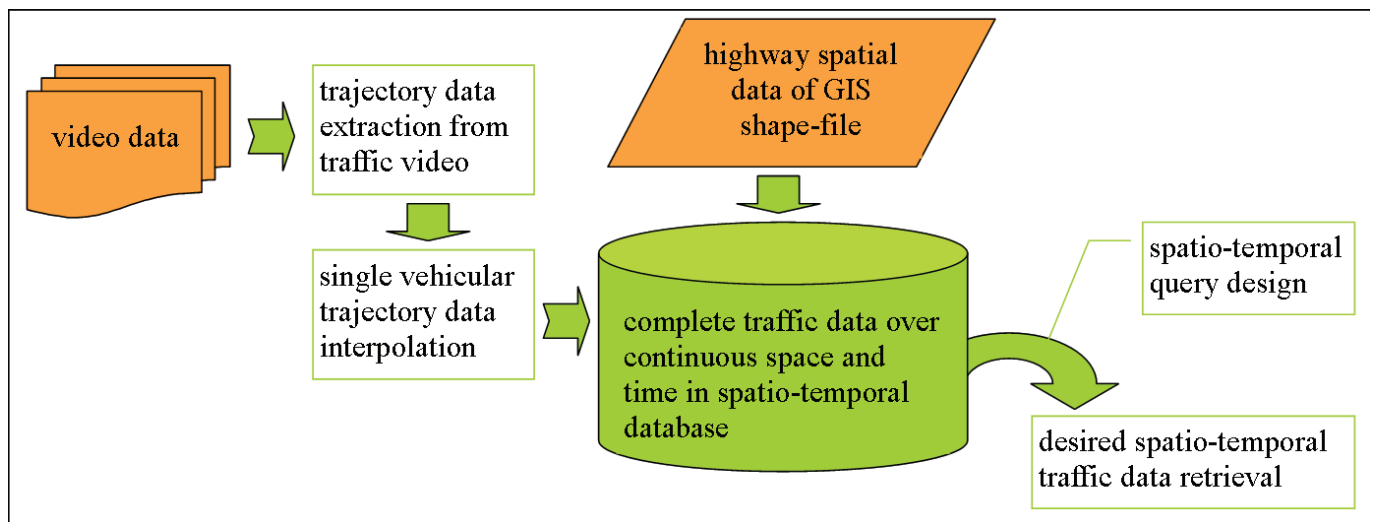 video data
trajectory data
extraction from
traffic video
single vehicular
trajectory data
interpolation
highway spatial
data of GIS
shape-file
complete traffic data over
continuous space and
time in spatio-temporal
database
spatio-temporal
query design
desired spatio-temporal
traffic data retrieval